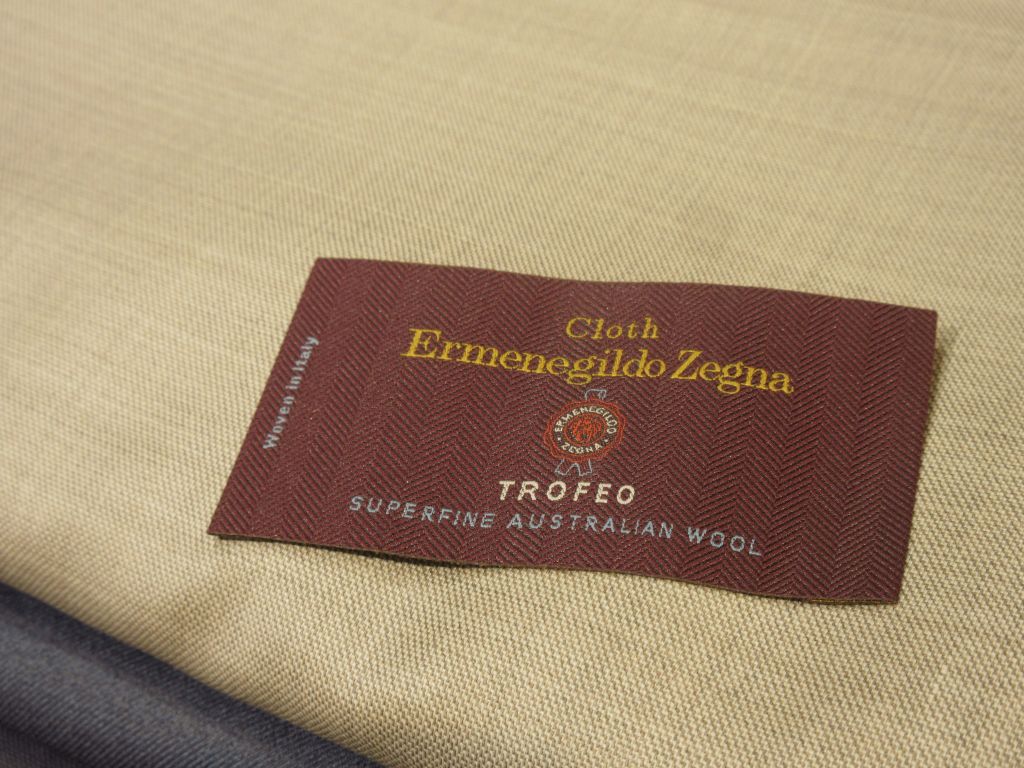 Woven in Italy
Cloth
Ermenegildo Zegna
ERMENEGILDO
ZEGNA
TROFEO
SUPERFINE AUSTRALIAN WOOL